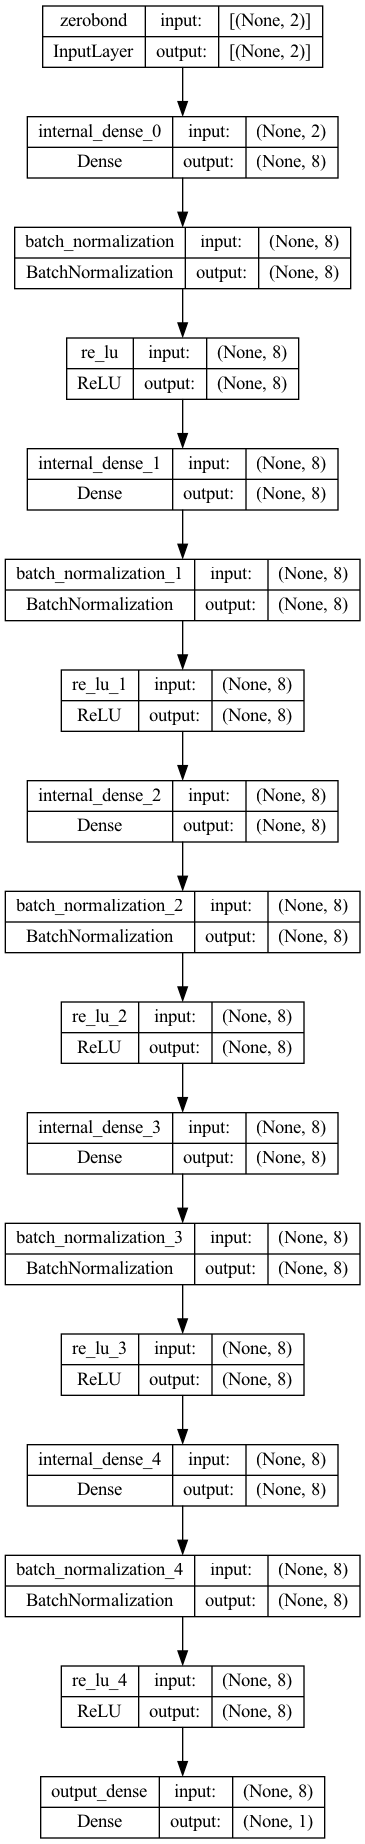 zerobond input: [(None, 2)]
InputLayer output: [(None, 2)]
internal_dense_0 input: (None, 2)
Dense output: (None, 8)
batch_normalization input: (None, 8)
BatchNormalization output: (None, 8)
re_lu input: (None, 8)
ReLU output: (None, 8)
internal_dense_1 input: (None, 8)
Dense output: (None, 8)
batch_normalization_1 input: (None, 8)
BatchNormalization output: (None, 8)
re_lu_1 input: (None, 8)
ReLU output: (None, 8)
internal_dense_2 input: (None, 8)
Dense output: (None, 8)
batch_normalization_2 input: (None, 8)
BatchNormalization output: (None, 8)
re_lu_2 input: (None, 8)
ReLU output: (None, 8)
internal_dense_3 input: (None, 8)
Dense output: (None, 8)
batch_normalization_3 input: (None, 8)
BatchNormalization output: (None, 8)
re_lu_3 input: (None, 8)
ReLU output: (None, 8)
internal_dense_4 input: (None, 8)
Dense output: (None, 8)
batch_normalization_4 input: (None, 8)
BatchNormalization output: (None, 8)
re_lu_4 input: (None, 8)
ReLU output: (None, 8)
output_dense input: (None, 8)
Dense output: (None, 1)